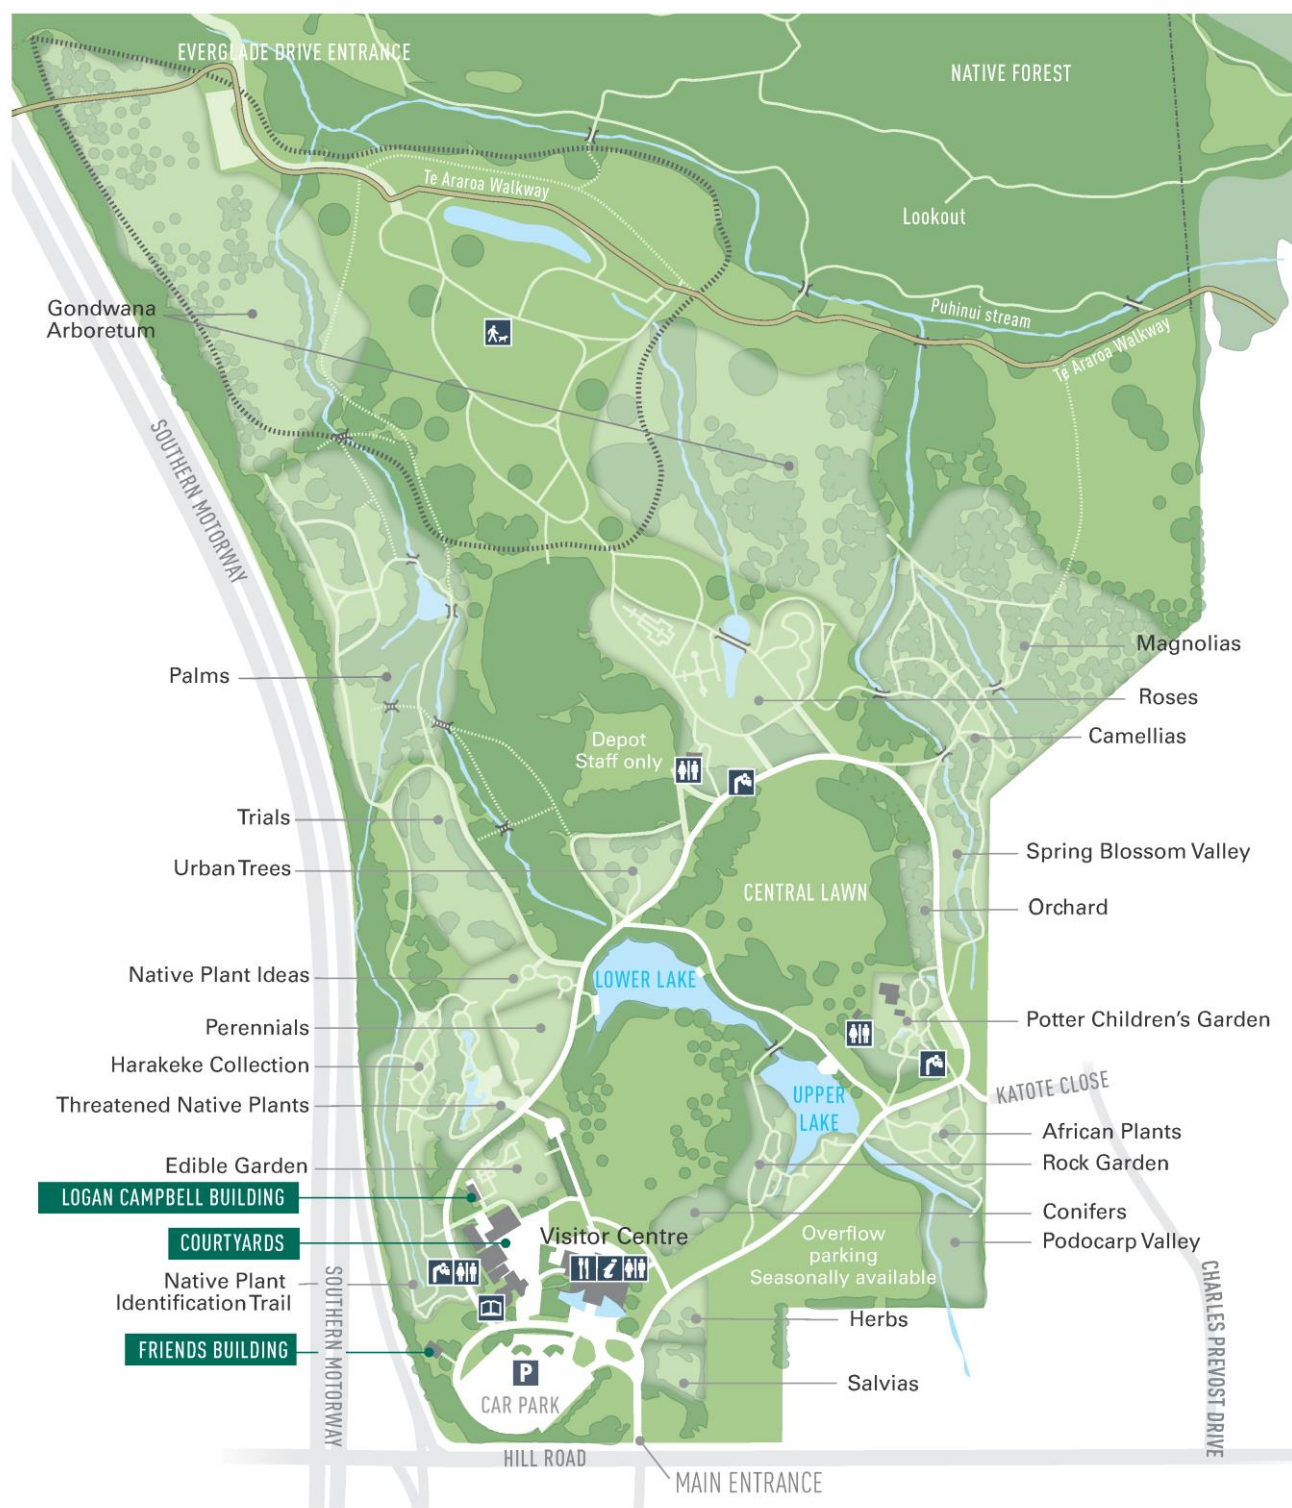 EVERGLADE DRIVE ENTRANCE
NATIVE FOREST
Te Araroa Walkway
Lookout
Gondwana
Arboretum
Puhinui stream
Te Araroa Walkway
SOUTHERN MOTORWAY
Magnolias
Palms
Roses
Camellias
Depot
Staff only
Trials
Urban Trees
Spring Blossom Valley
CENTRAL LAWN
Orchard
Native Plant Ideas
LOWER LAKE
Perennials
Potter Children's Garden
Harakeke Collection
KATOTE CLOSE
Threatened Native Plants
UPPER
LAKE
African Plants
Edible Garden
Rock Garden
LOGAN CAMPBELL BUILDING
Conifers
COURTYARDS
Visitor Centre
Overflow
parking
Seasonally available
Podocarp Valley
Native Plant
Identification Trail
i
Herbs
FRIENDS BUILDING
P
CAR PARK
Salvias
SOUTHERN MOTORWAY
CHARLES PREVOST DRIVE
HILL ROAD
MAIN ENTRANCE